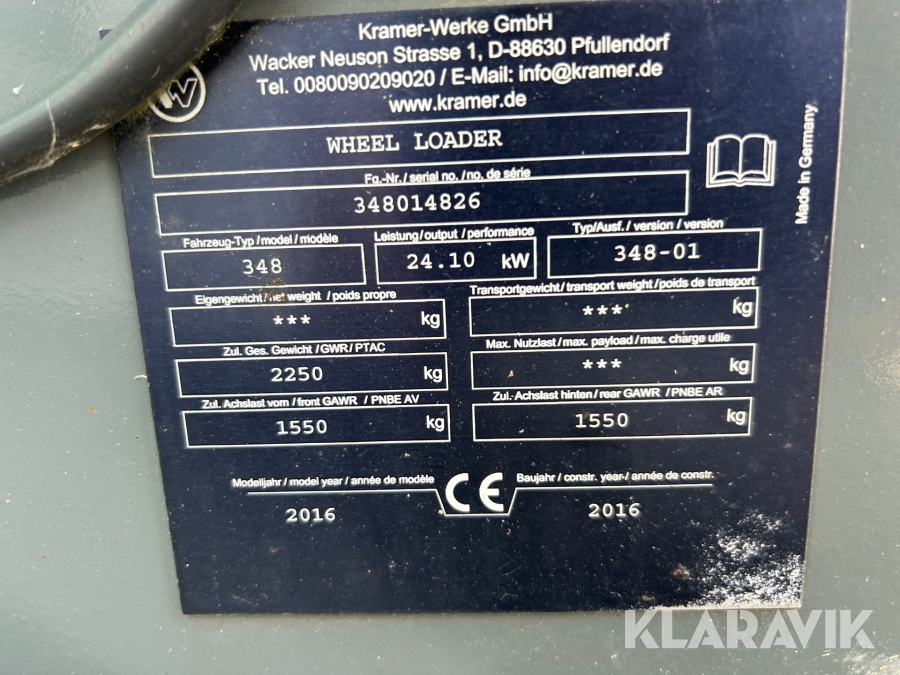 Kramer-Werke GmbH
Wacker Neuson Strasse 1, D-88630 Pfullendorf
Tel. 0080090209020 / E-Mail: info@kramer.de
www.kramer.de
WHEEL LOADER
Fg.-Nr./ serial no. /no. de série
348014826
Fahrzeug-Typ / model / modèle
348
Leistung / output / performance
24.10 kW
Typ/Ausf. / version / version
348-01
Eigengewicht / net weight / poids propre
*** kg
Transportgewicht / transport weight /poids de transport
*** kg
Zul. Ges. Gewicht / GWR / PTAC
2250 kg
Max. Nutzlast / max. payload / max. charge utile
*** kg
Zul. Achslast vorn / front GAWR / PNBE AV
1550 kg
Zul. Achslast hinten / rear GAWR / PNBE AR
1550 kg
Modelljahr / model year / année de modèle
2016
CE
Baujahr / constr. year / année de constr.
2016
Made in Germany
KLARAVIK